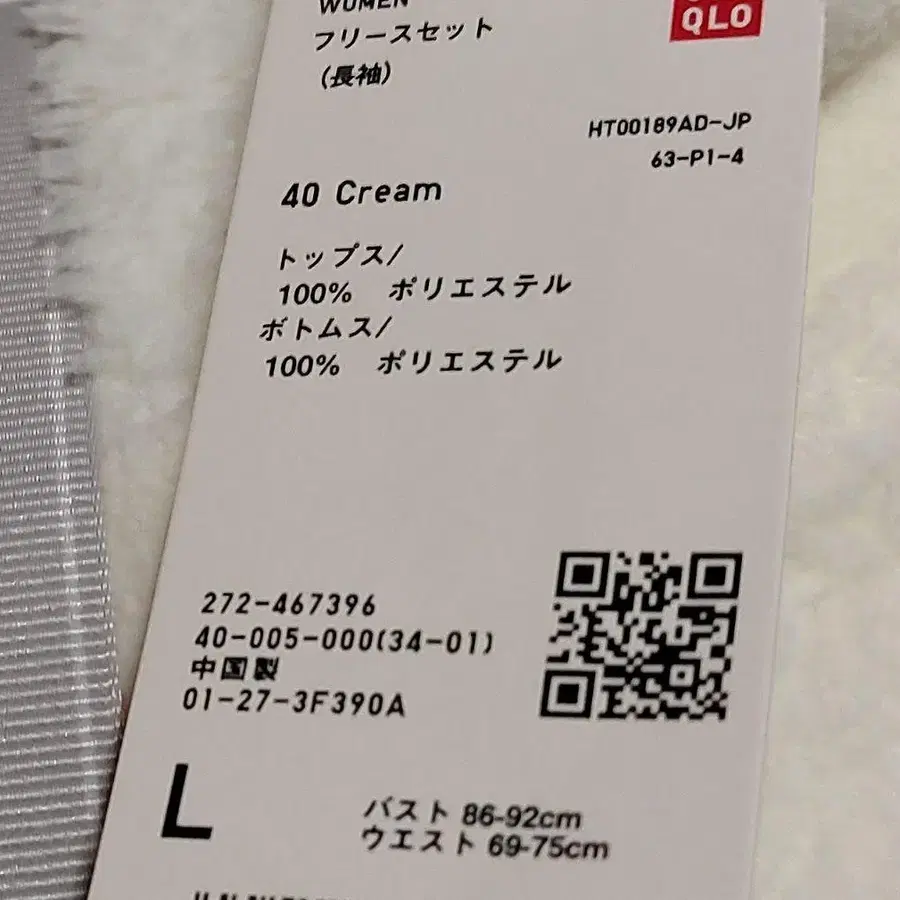 WOMEN
QLO
フリースセット
(長袖)
HT00189AD-JP
63-P1-4
40 Cream
トップス/
100% ポリエステル
ボトムス/
100% ポリエステル
272-467396
40-005-000(34-01)
中国製
01-27-3F390A
L
バスト 86-92cm
ウエスト 69-75cm